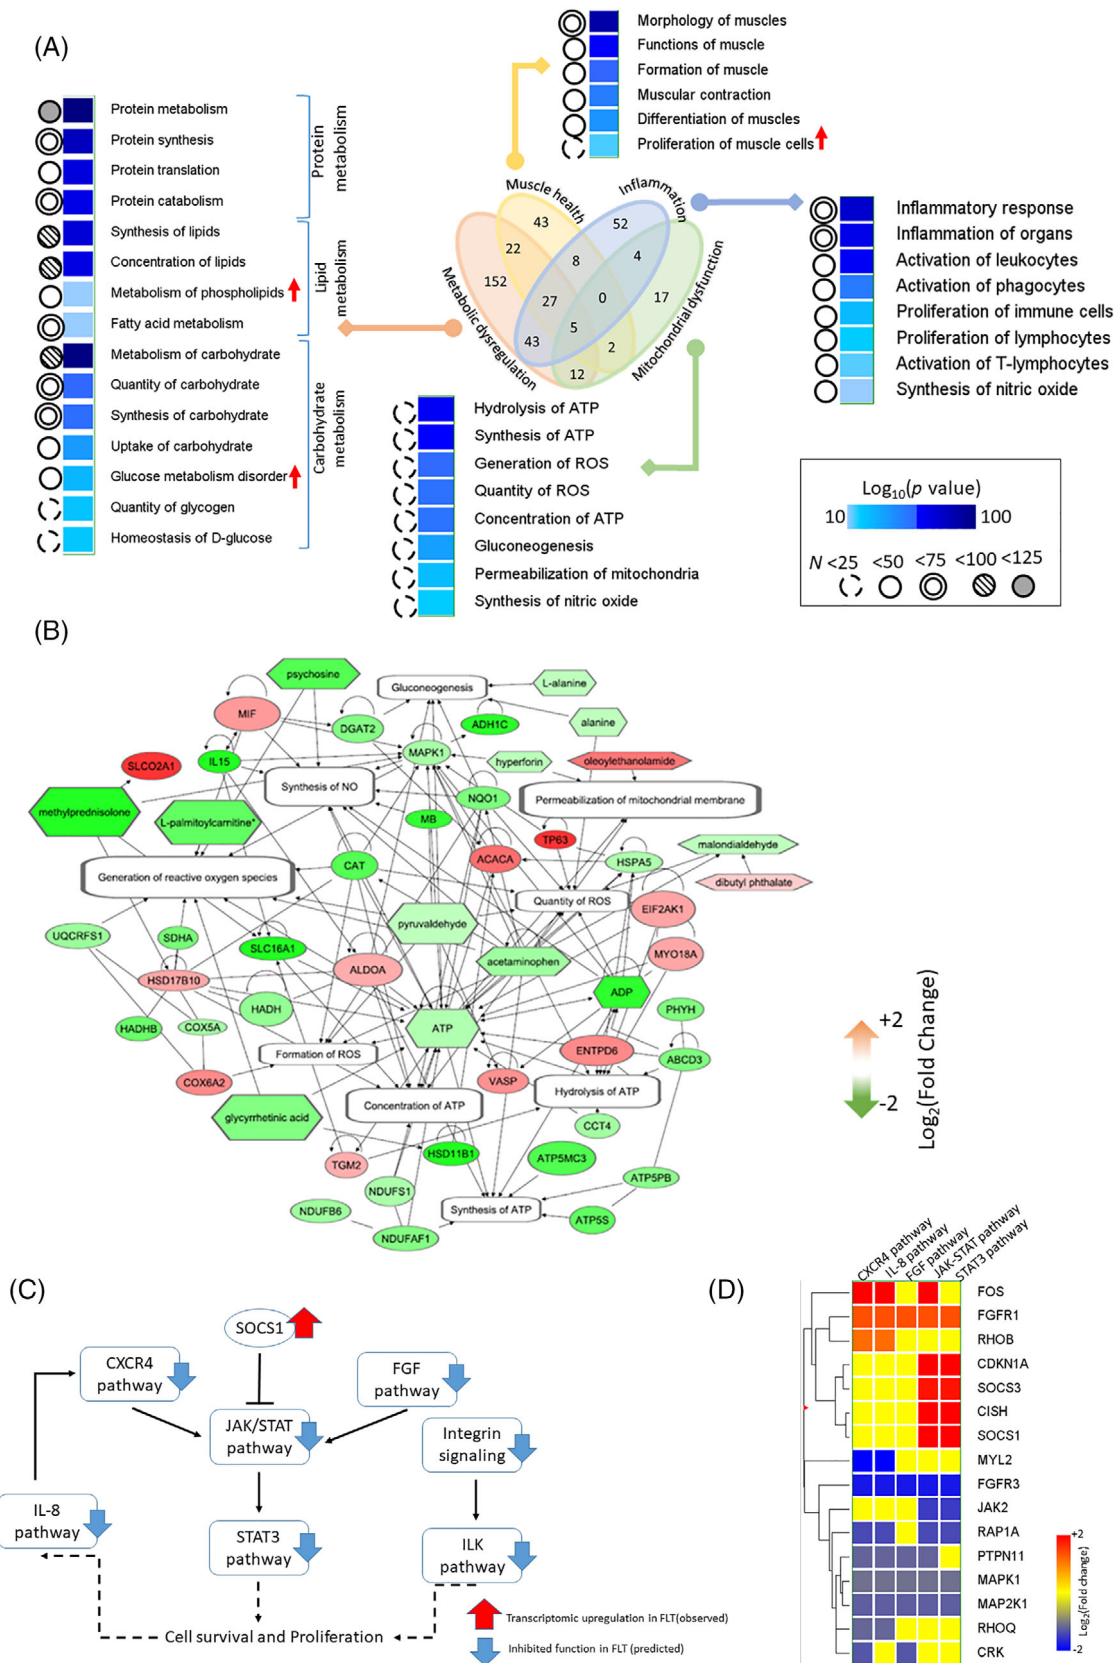 (A)
Morphology of muscles
Functions of muscle
Formation of muscle
Muscular contraction
Differentiation of muscles
Proliferation of muscle cells
Protein metabolism
Protein synthesis
Protein translation
Protein catabolism
Synthesis of lipids
Concentration of lipids
Metabolism of phospholipids
Fatty acid metabolism
Metabolism of carbohydrate
Quantity of carbohydrate
Synthesis of carbohydrate
Uptake of carbohydrate
Glucose metabolism disorder
Quantity of glycogen
Homeostasis of D-glucose
Protein
metabolism
Lipid
metabolism
Carbohydrate
metabolism
Muscle health
Inflammation
Metabolic dysregulation
Mitochondrial dysfunction
43
52
22
8
4
152
27
0
17
5
43
2
12
Inflammatory response
Inflammation of organs
Activation of leukocytes
Activation of phagocytes
Proliferation of immune cells
Proliferation of lymphocytes
Activation of T-lymphocytes
Synthesis of nitric oxide
Hydrolysis of ATP
Synthesis of ATP
Generation of ROS
Quantity of ROS
Concentration of ATP
Gluconeogenesis
Permeabilization of mitochondria
Synthesis of nitric oxide
Log10(p value)
10 100
N <25 <50 <75 <100 <125
(B)
psychosine
Gluconeogenesis
L-alanine
MIF
DGAT2
ADH1C
alanine
SLCO2A1
IL15
MAPK1
hyperforin
oleoylethanolamide
Synthesis of NO
methylprednisolone
L-palmitoylcarnitine*
NQO1
Permeabilization of mitochondrial membrane
MB
TP63
malondialdehyde
CAT
ACACA
HSPA5
Generation of reactive oxygen species
dibutyl phthalate
Quantity of ROS
EIF2AK1
pyruvaldehyde
UQCRFS1
SDHA
SLC16A1
MYO18A
acetaminophen
ALDOA
HSD17B10
ADP
HADH
PHYH
HADHB
COX5A
ATP
Formation of ROS
ENTPD6
ABCD3
COX6A2
VASP
Hydrolysis of ATP
Concentration of ATP
glycyrrhetinic acid
CCT4
HSD11B1
ATP5MC3
TGM2
NDUFS1
ATP5PB
NDUFB6
Synthesis of ATP
ATP5S
NDUFAF1
+2
-2
Log2(Fold Change)
(C)
SOCS1
CXCR4
pathway
FGF
pathway
JAK/STAT
pathway
Integrin
signaling
IL-8
pathway
STAT3
pathway
ILK
pathway
Cell survival and Proliferation
Transcriptomic upregulation in FLT(observed)
Inhibited function in FLT (predicted)
(D)
CXCR4 pathway
IL-8 pathway
FGF pathway
JAK-STAT pathway
STAT3 pathway
FOS
FGFR1
RHOB
CDKN1A
SOCS3
CISH
SOCS1
MYL2
FGFR3
JAK2
RAP1A
PTPN11
MAPK1
MAP2K1
RHOQ
CRK
+2
-2
Log2(Fold change)